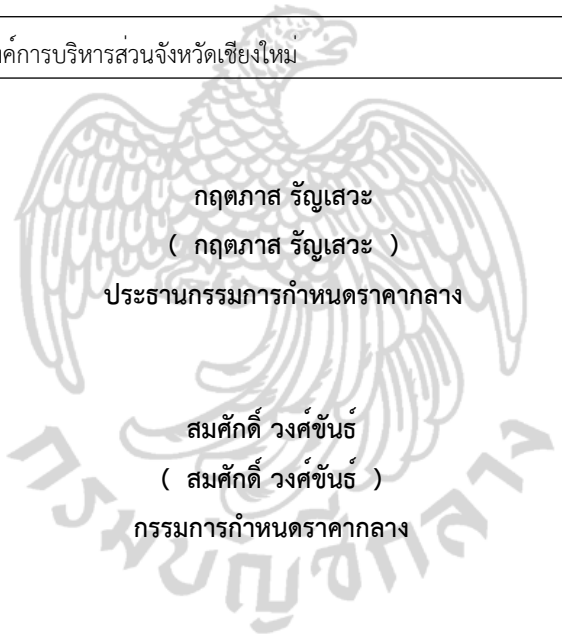 ค์การบริหารส่วนจังหวัดเชียงใหม่
กฤตภาส รัญเสวะ
( กฤตภาส รัญเสวะ )
ประธานกรรมการกำหนดราคากลาง
สมศักดิ์ วงศ์ขันธ์
( สมศักดิ์ วงศ์ขันธ์ )
กรรมการกำหนดราคากลาง
กรมบัญชีกลาง